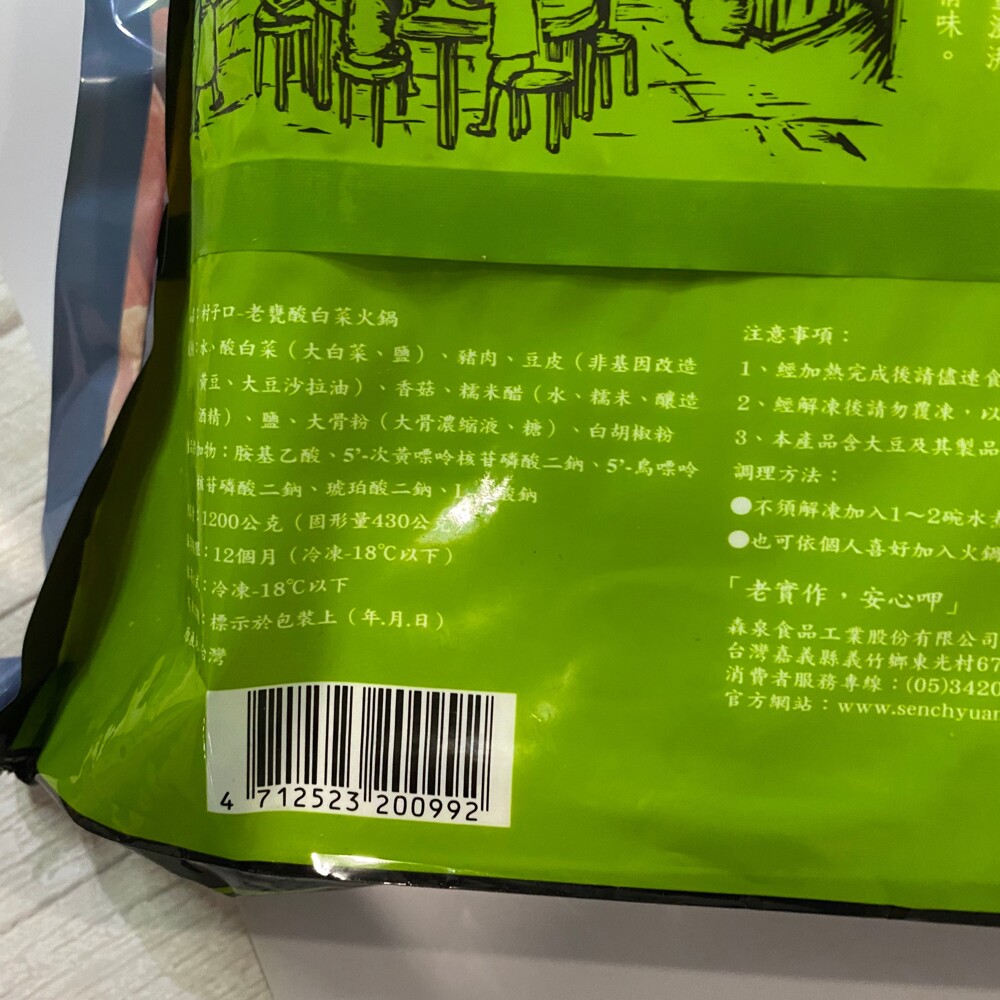 味。
村子口-老甕酸白菜火鍋
水、酸白菜(大白菜、鹽)、豬肉、豆皮(非基因改造
黃豆、大豆沙拉油)、香菇、糯米醋(水、糯米、釀造
酒精)、鹽、大骨粉(大骨濃縮液、糖)、白胡椒粉
加物:胺基乙酸、5'-次黃嘌呤核苷磷酸二鈉、5'-鳥嘌呤
核苷磷酸二鈉、琥珀酸二鈉、L 酸鈉
1200公克(固形量430公
:12個月(冷凍-18℃以下)
:冷凍-18℃以下
:標示於包裝上(年.月.日)
台灣
4 712523 200992
注意事項:
1、經加熱完成後請儘速食
2、經解凍後請勿覆凍,以
3、本產品含大豆及其製品
調理方法:
●不須解凍加入1~2碗水
●也可依個人喜好加入火鍋
「老實作,安心呷」
森泉食品工業股份有限公司
台灣嘉義縣義竹鄉東光村67
消費者服務專線:(05)3420
官方網站:www.senchyuan